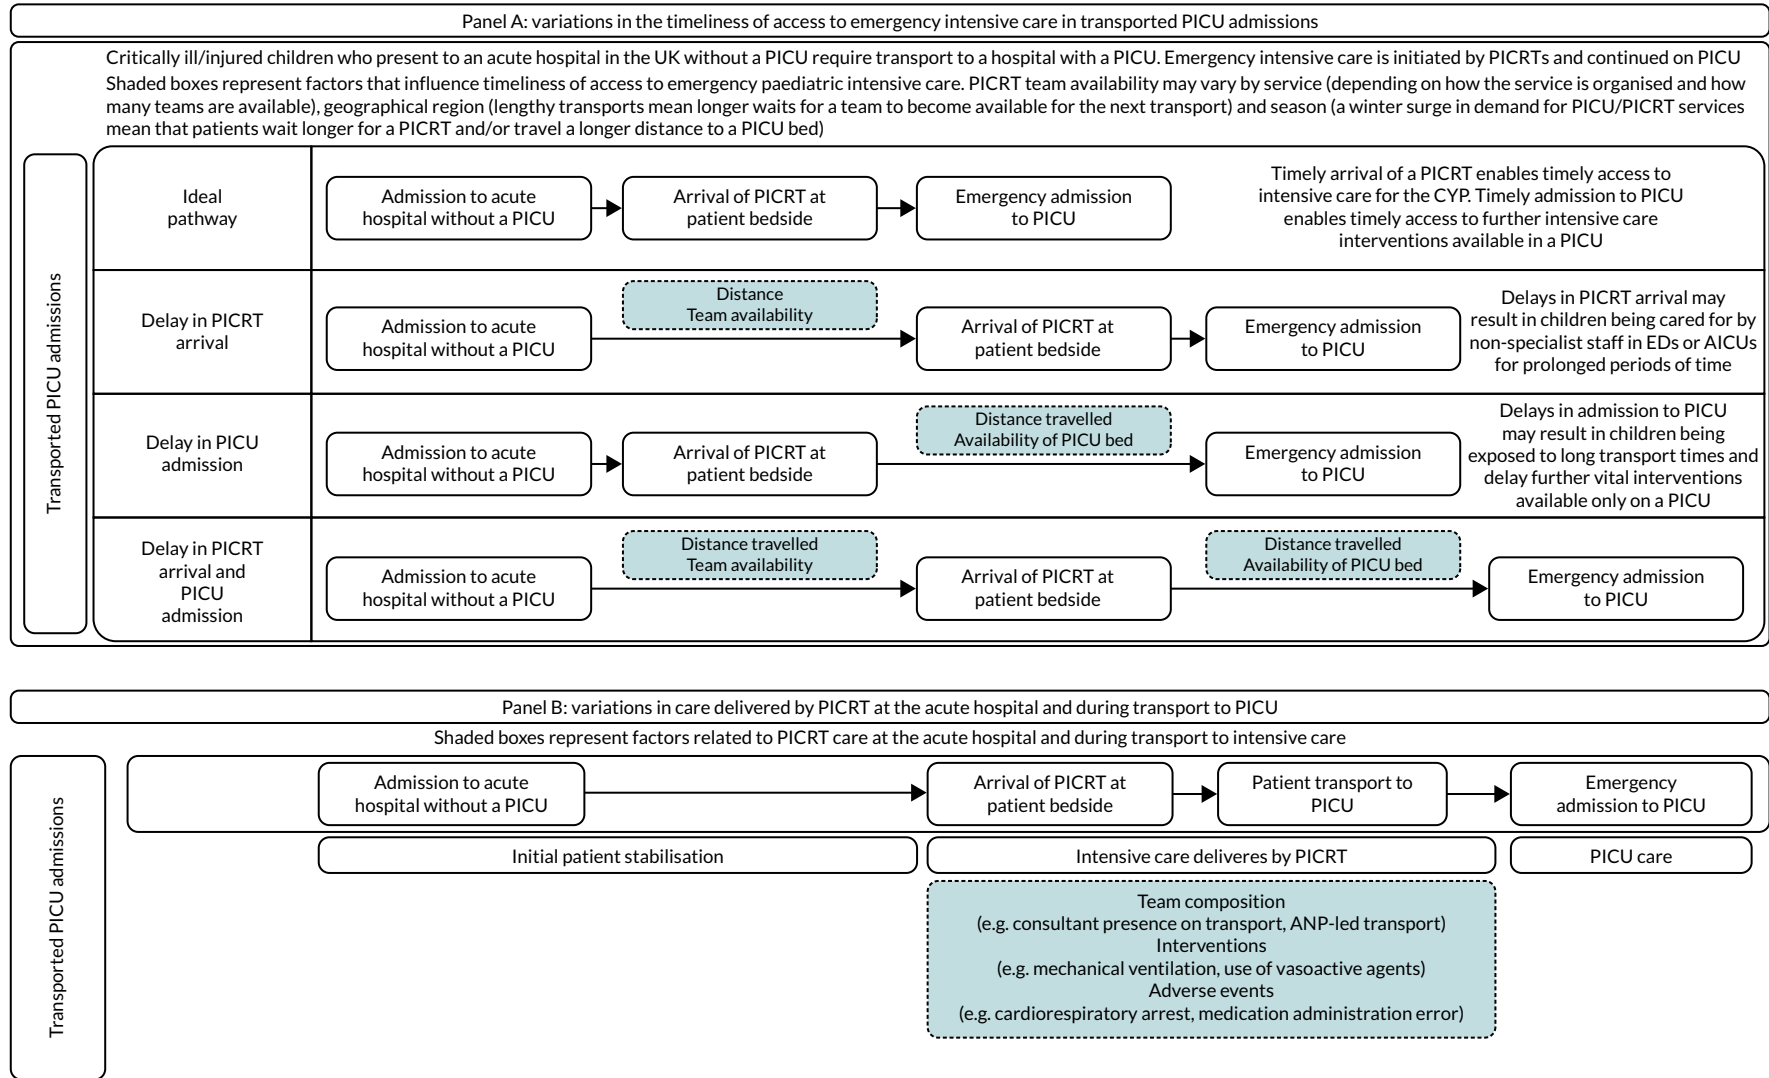 Panel A: variations in the timeliness of access to emergency intensive care in transported PICU admissions
Critically ill/injured children who present to an acute hospital in the UK without a PICU require transport to a hospital with a PICU. Emergency intensive care is initiated by PICRTs and continued on PICU
Shaded boxes represent factors that influence timeliness of access to emergency paediatric intensive care. PICRT team availability may vary by service (depending on how the service is organised and how
many teams are available), geographical region (lengthy transports mean longer waits for a team to become available for the next transport) and season (a winter surge in demand for PICU/PICRT services
mean that patients wait longer for a PICRT and/or travel a longer distance to a PICU bed)
Transported PICU admissions
Ideal
pathway
Admission to acute
hospital without a PICU
Arrival of PICRT at
patient bedside
Emergency admission
to PICU
Timely arrival of a PICRT enables timely access to
intensive care for the CYP. Timely admission to PICU
enables timely access to further intensive care
interventions available in a PICU
Delay in PICRT
arrival
Admission to acute
hospital without a PICU
Distance
Team availability
Arrival of PICRT at
patient bedside
Emergency admission
to PICU
Delays in PICRT arrival may
result in children being cared for by
non-specialist staff in EDs or AICUs
for prolonged periods of time
Delay in PICU
admission
Admission to acute
hospital without a PICU
Arrival of PICRT at
patient bedside
Distance travelled
Availability of PICU bed
Emergency admission
to PICU
Delays in admission to PICU
may result in children being
exposed to long transport times and
delay further vital interventions
available only on a PICU
Delay in PICRT
arrival and
PICU
admission
Admission to acute
hospital without a PICU
Distance travelled
Team availability
Arrival of PICRT at
patient bedside
Distance travelled
Availability of PICU bed
Emergency admission
to PICU
Panel B: variations in care delivered by PICRT at the acute hospital and during transport to PICU
Shaded boxes represent factors related to PICRT care at the acute hospital and during transport to intensive care
Transported PICU admissions
Admission to acute
hospital without a PICU
Arrival of PICRT at
patient bedside
Patient transport to
PICU
Emergency
admission to PICU
Initial patient stabilisation
Intensive care deliveres by PICRT
PICU care
Team composition
(e.g. consultant presence on transport, ANP-led transport)
Interventions
(e.g. mechanical ventilation, use of vasoactive agents)
Adverse events
(e.g. cardiorespiratory arrest, medication administration error)